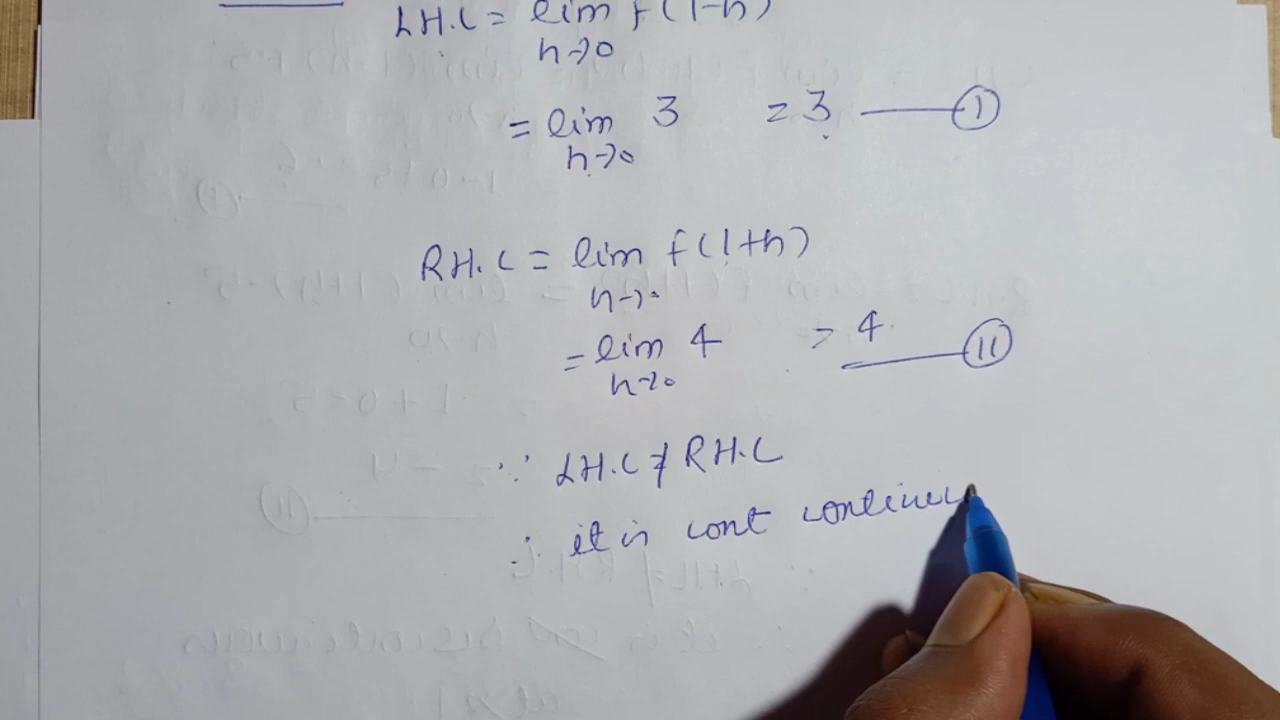 LH.L = lim f(1-h)
h→0
= lim 3 = 3 ——— I
h→0
RH.L = lim f(1+h)
h→0
= lim 4 = 4 ——— II
h→0
∵ LH.L ≠ RH.L
∴ it is cont continu